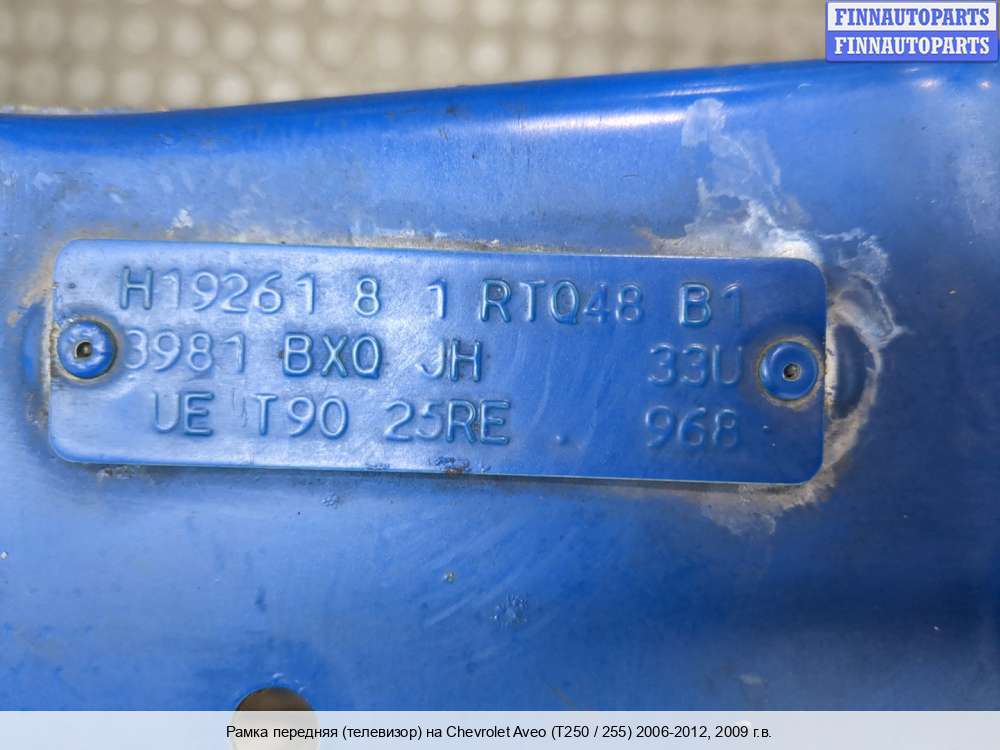 FINNAUTOPARTS
FINNAUTOPARTS
H19261 8 1 RTQ48 B1
3981 BXQ JH 33U
UE T90 25RE 968
Рамка передняя (телевизор) на Chevrolet Aveo (T250 / 255) 2006-2012, 2009 г.в.